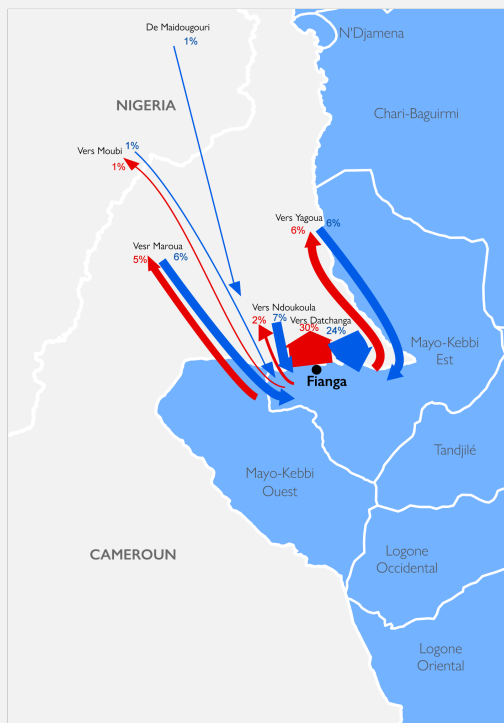 De Maidougouri
1%
N'Djamena
NIGERIA
Chari-Baguirmi
Vers Moubi
1%
1%
Vers Yagoua
6%
6%
Vesr Maroua
5%
6%
Vers Ndoukoula
2%
7%
Vers Datchanga
30%
24%
Mayo-Kebbi
Est
Fianga
Tandjilé
Mayo-Kebbi
Ouest
CAMEROUN
Logone
Occidental
Logone
Oriental